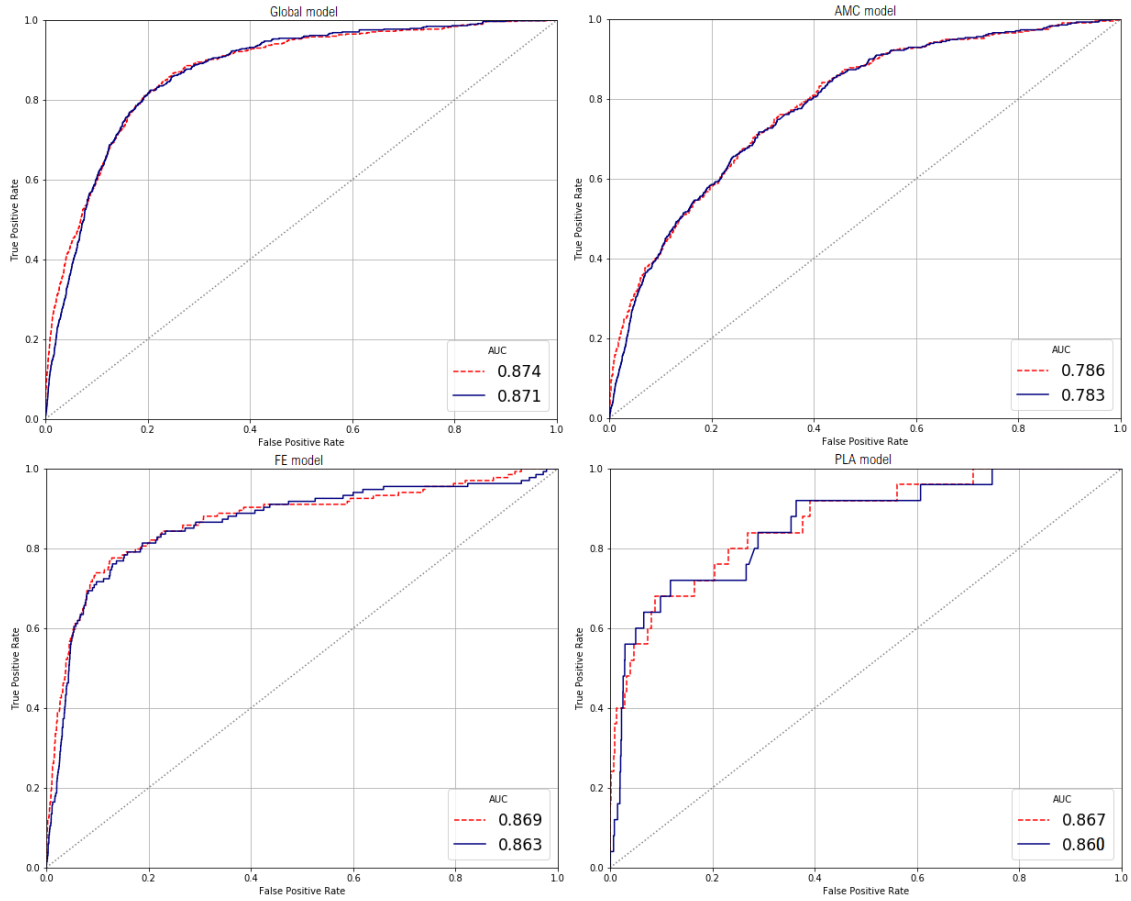 Global model
1.0
0.8
0.6
0.4
0.2
0.0
True Positive Rate
AUC
0.874
0.871
0.0 0.2 0.4 0.6 0.8 1.0
False Positive Rate
AMC model
1.0
0.8
0.6
0.4
0.2
0.0
True Positive Rate
AUC
0.786
0.783
0.0 0.2 0.4 0.6 0.8 1.0
False Positive Rate
FE model
1.0
0.8
0.6
0.4
0.2
0.0
True Positive Rate
AUC
0.869
0.863
0.0 0.2 0.4 0.6 0.8 1.0
False Positive Rate
PLA model
1.0
0.8
0.6
0.4
0.2
0.0
True Positive Rate
AUC
0.867
0.860
0.0 0.2 0.4 0.6 0.8 1.0
False Positive Rate